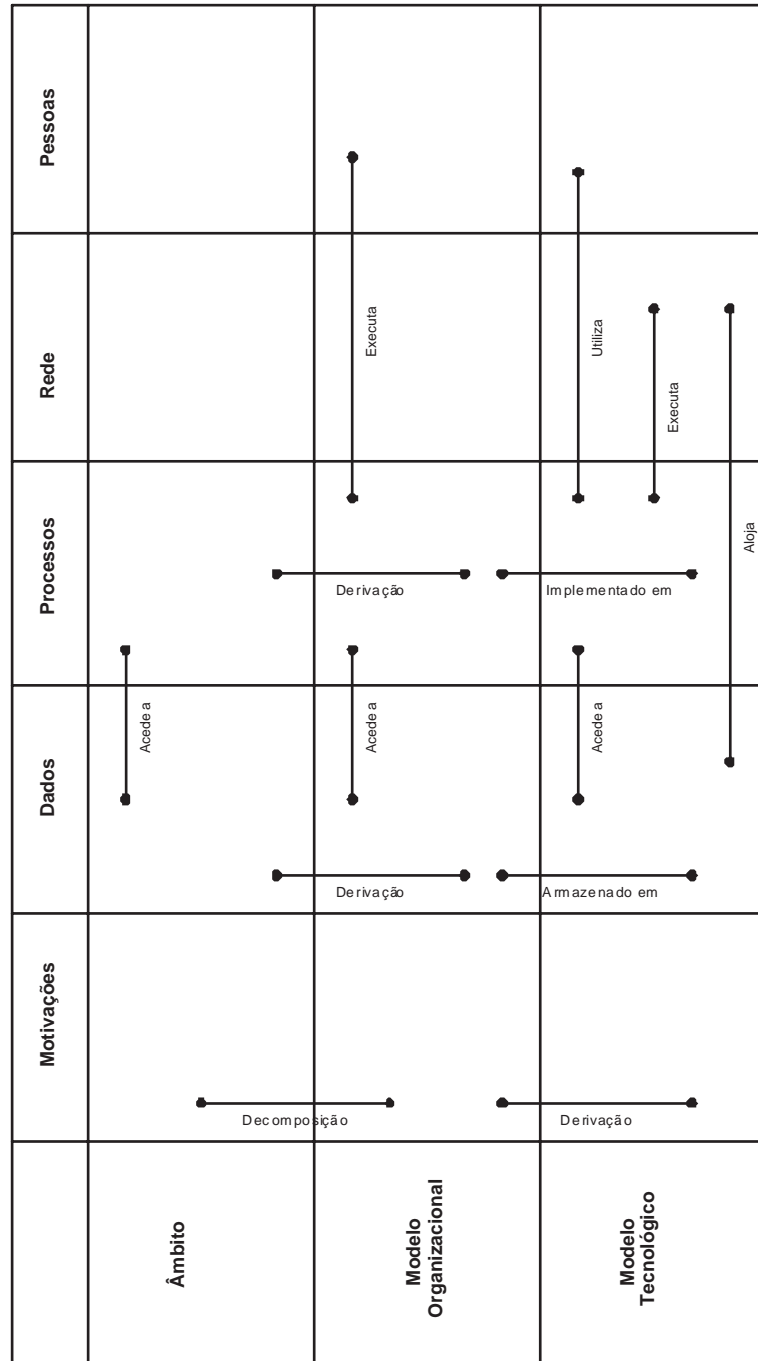 Motivações
Dados
Processos
Rede
Pessoas
Âmbito
Decomposição
Derivação
Acede a
Derivação
Modelo
Organizacional
Derivação
Armazenado em
Acede a
Implementado em
Executa
Modelo
Tecnológico
Acede a
Aloja
Executa
Utiliza